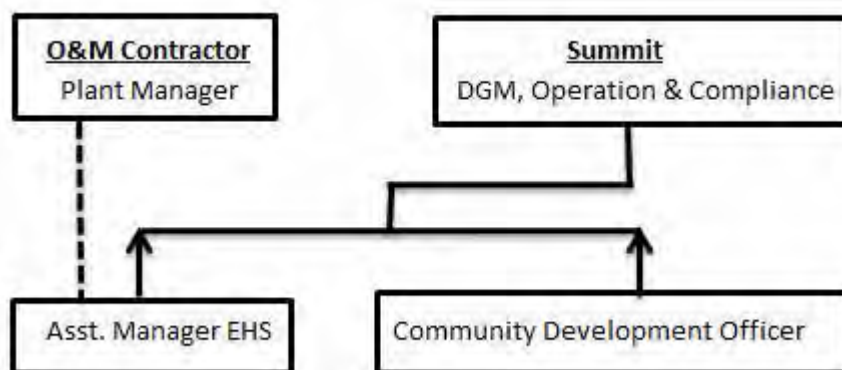 O&M Contractor
Plant Manager
Summit
DGM, Operation & Compliance
Asst. Manager EHS
Community Development Officer